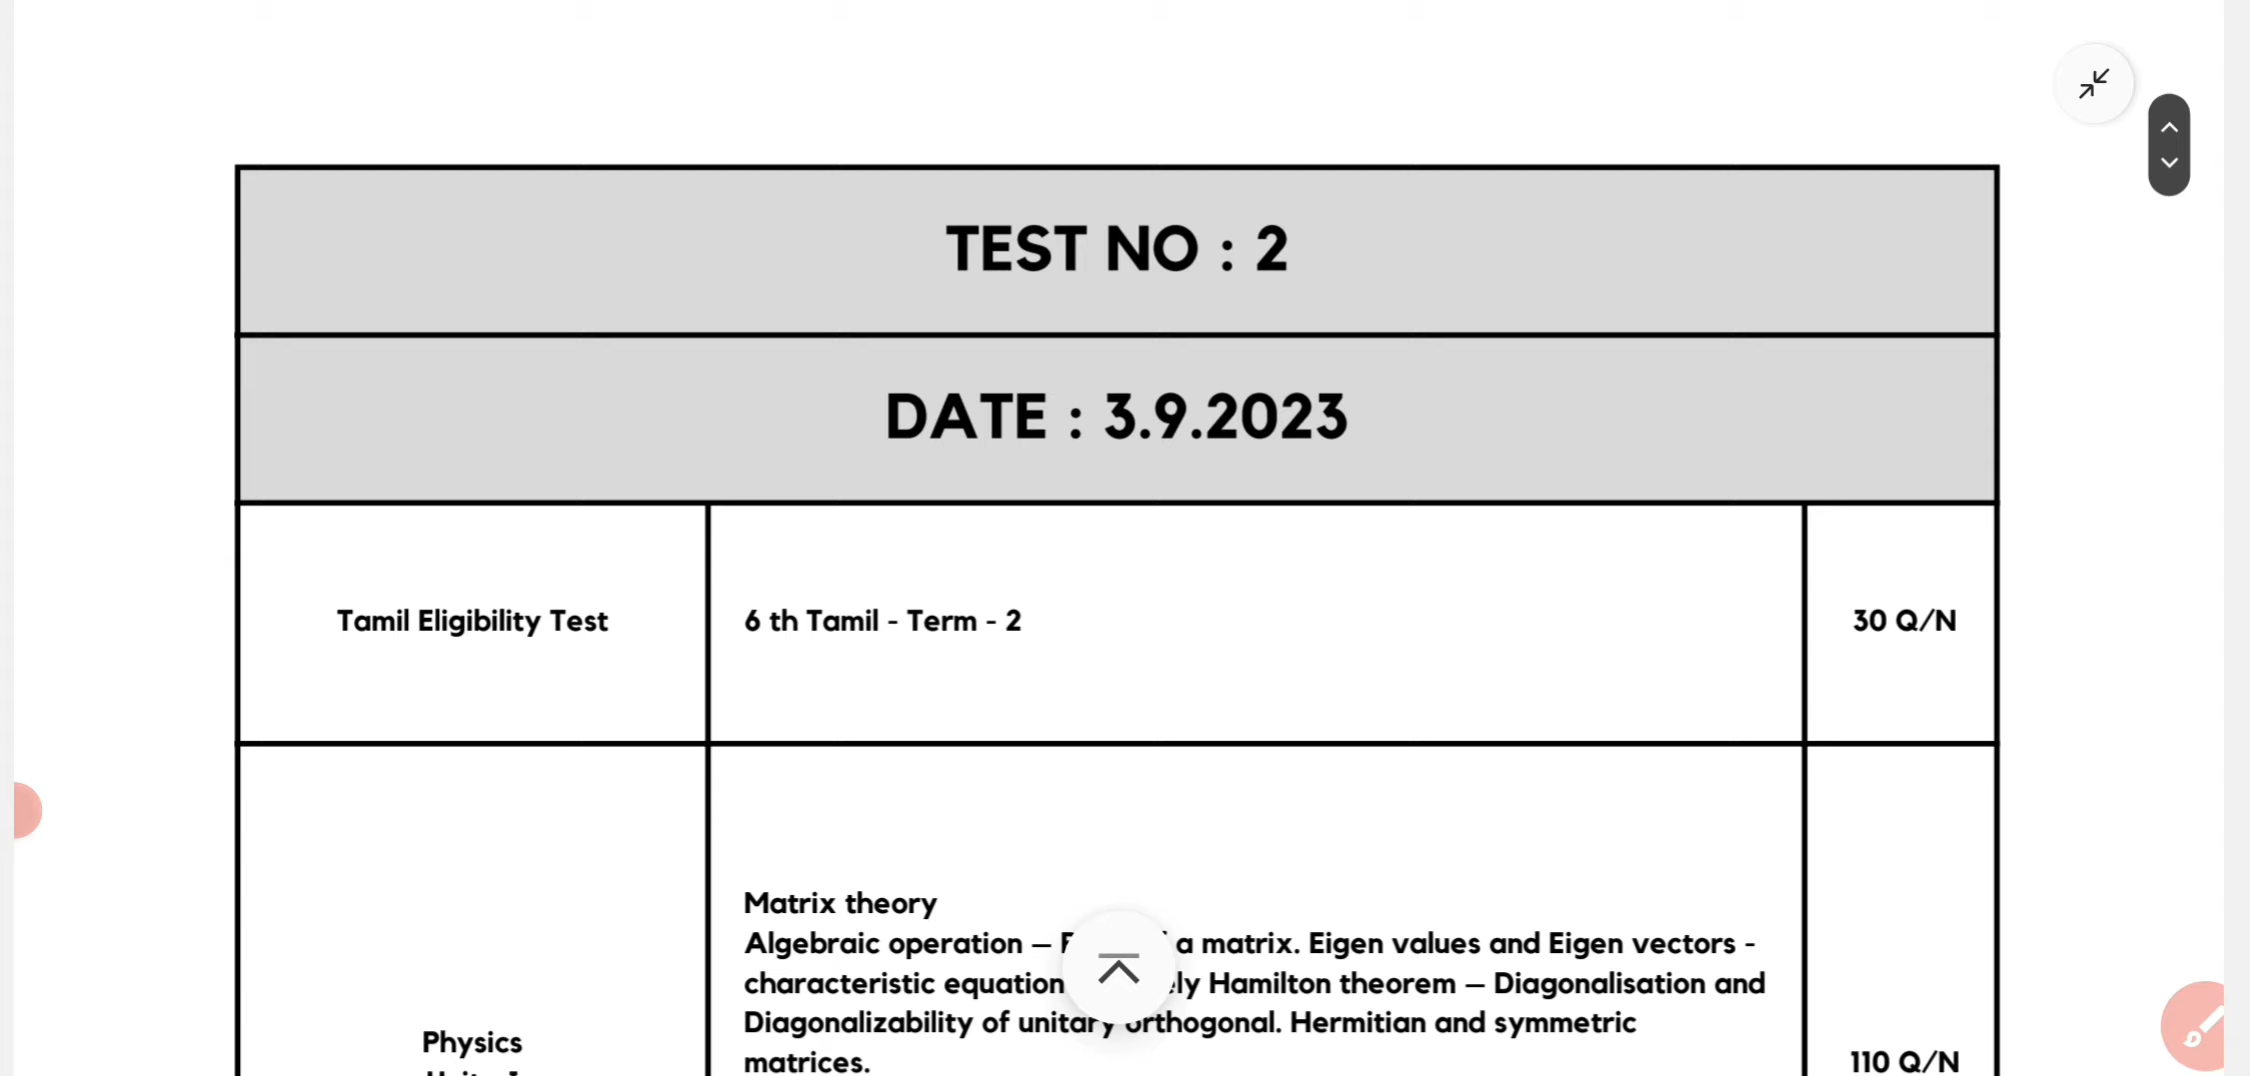 TEST NO : 2
DATE : 3.9.2023
Tamil Eligibility Test
6 th Tamil - Term - 2
30 Q/N
Matrix theory
Algebraic operation – a matrix. Eigen values and Eigen vectors -
characteristic equation Hamilton theorem – Diagonalisation and
Diagonalizability of unitary orthogonal. Hermitian and symmetric
matrices.
Physics
110 Q/N